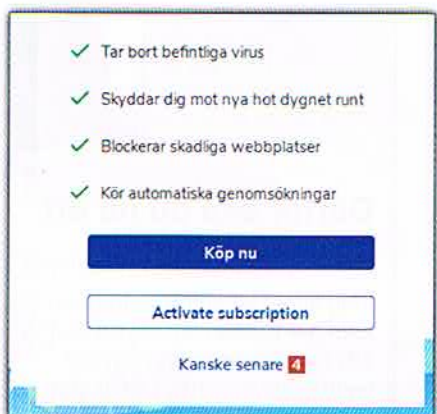 Tar bort befintliga virus
Skyddar dig mot nya hot dygnet runt
Blockerar skadliga webbplatser
Kör automatiska genomsökningar
Köp nu
Activate subscription
Kanske senare 4